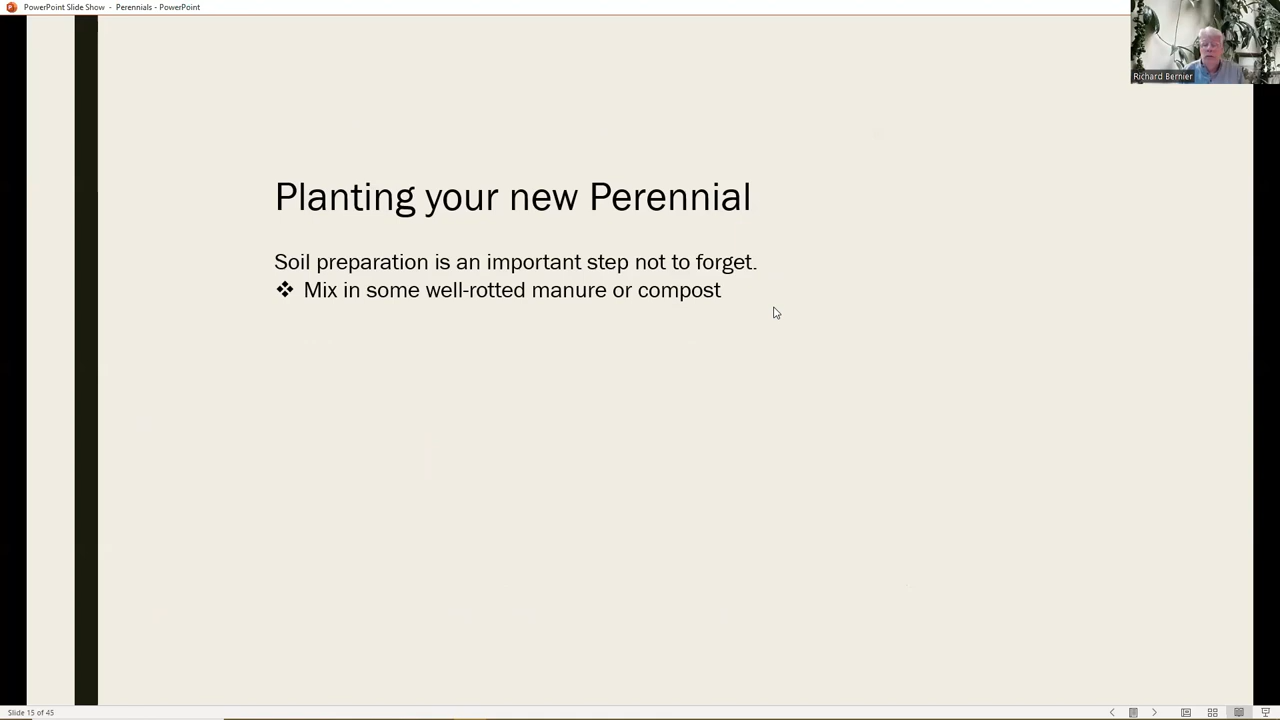 PowerPoint Slide Show - Perennials - PowerPoint
Richard Bernier
Planting your new Perennial
Soil preparation is an important step not to forget.
❖ Mix in some well-rotted manure or compost
Slide 15 of 45